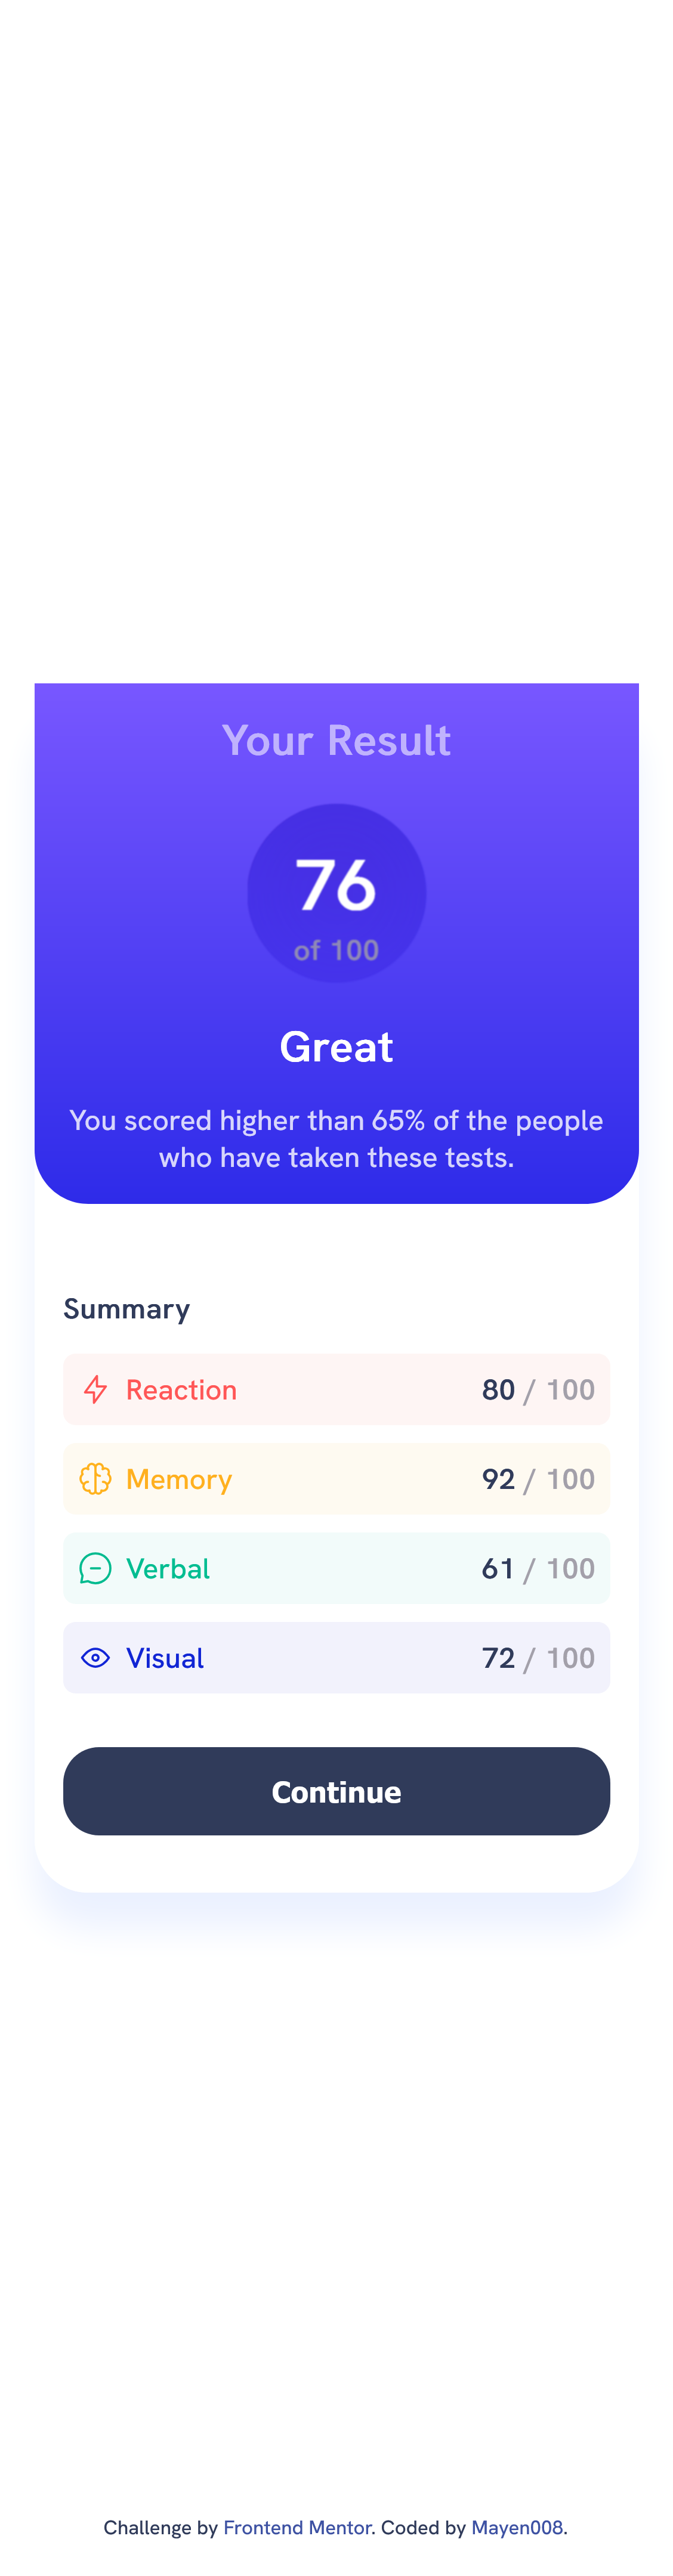 Your Result
76
of 100
Great
You scored higher than 65% of the people
who have taken these tests.
Summary
Reaction 80 / 100
Memory 92 / 100
Verbal 61 / 100
Visual 72 / 100
Continue
Challenge by Frontend Mentor. Coded by Mayen008.